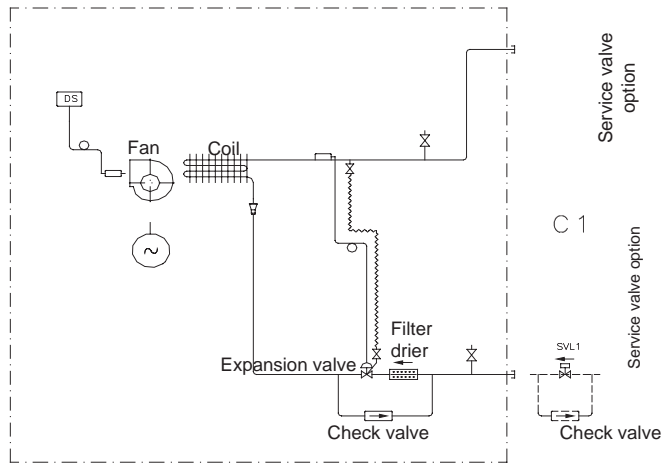 Service valve
option
DS
Fan
Coil
C 1
Service valve option
Filter
drier
SVL1
Expansion valve
Check valve
Check valve